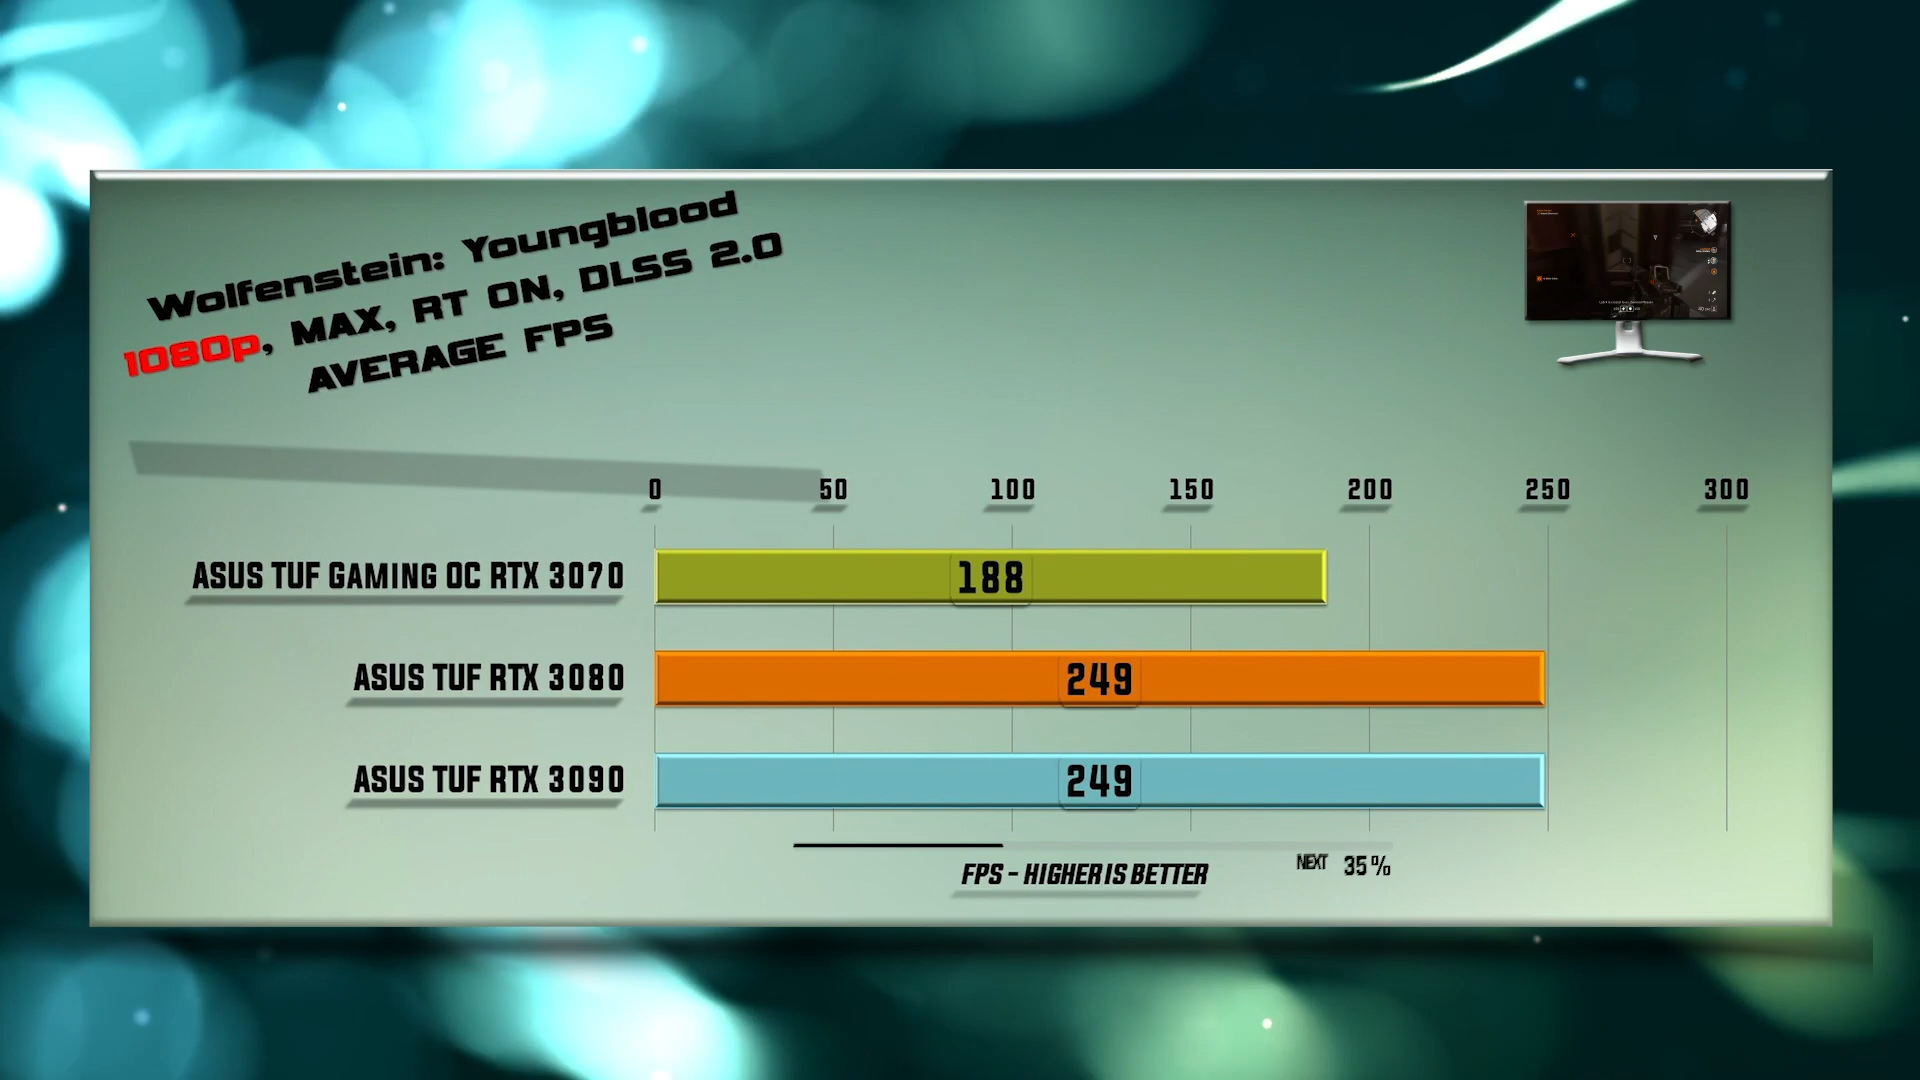 Wolfenstein: Youngblood
1080p, MAX, RT ON, DLSS 2.0
AVERAGE FPS
0 50 100 150 200 250 300
ASUS TUF GAMING OC RTX 3070 188
ASUS TUF RTX 3080 249
ASUS TUF RTX 3090 249
FPS - HIGHER IS BETTER
NEXT 35%